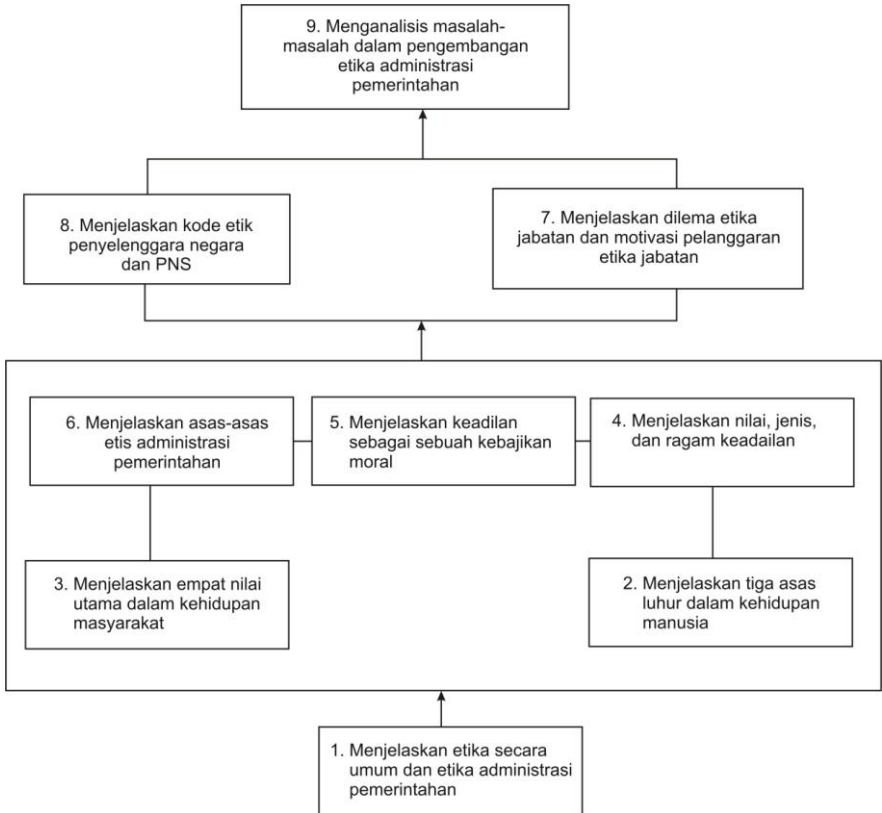 9. Menganalisis masalah-
masalah dalam pengembangan
etika administrasi
pemerintahan
8. Menjelaskan kode etik
penyelenggara negara
dan PNS
7. Menjelaskan dilema etika
jabatan dan motivasi pelanggaran
etika jabatan
6. Menjelaskan asas-asas
etis administrasi
pemerintahan
5. Menjelaskan keadilan
sebagai sebuah kebajikan
moral
4. Menjelaskan nilai, jenis,
dan ragam keadailan
3. Menjelaskan empat nilai
utama dalam kehidupan
masyarakat
2. Menjelaskan tiga asas
luhur dalam kehidupan
manusia
1. Menjelaskan etika secara
umum dan etika administrasi
pemerintahan